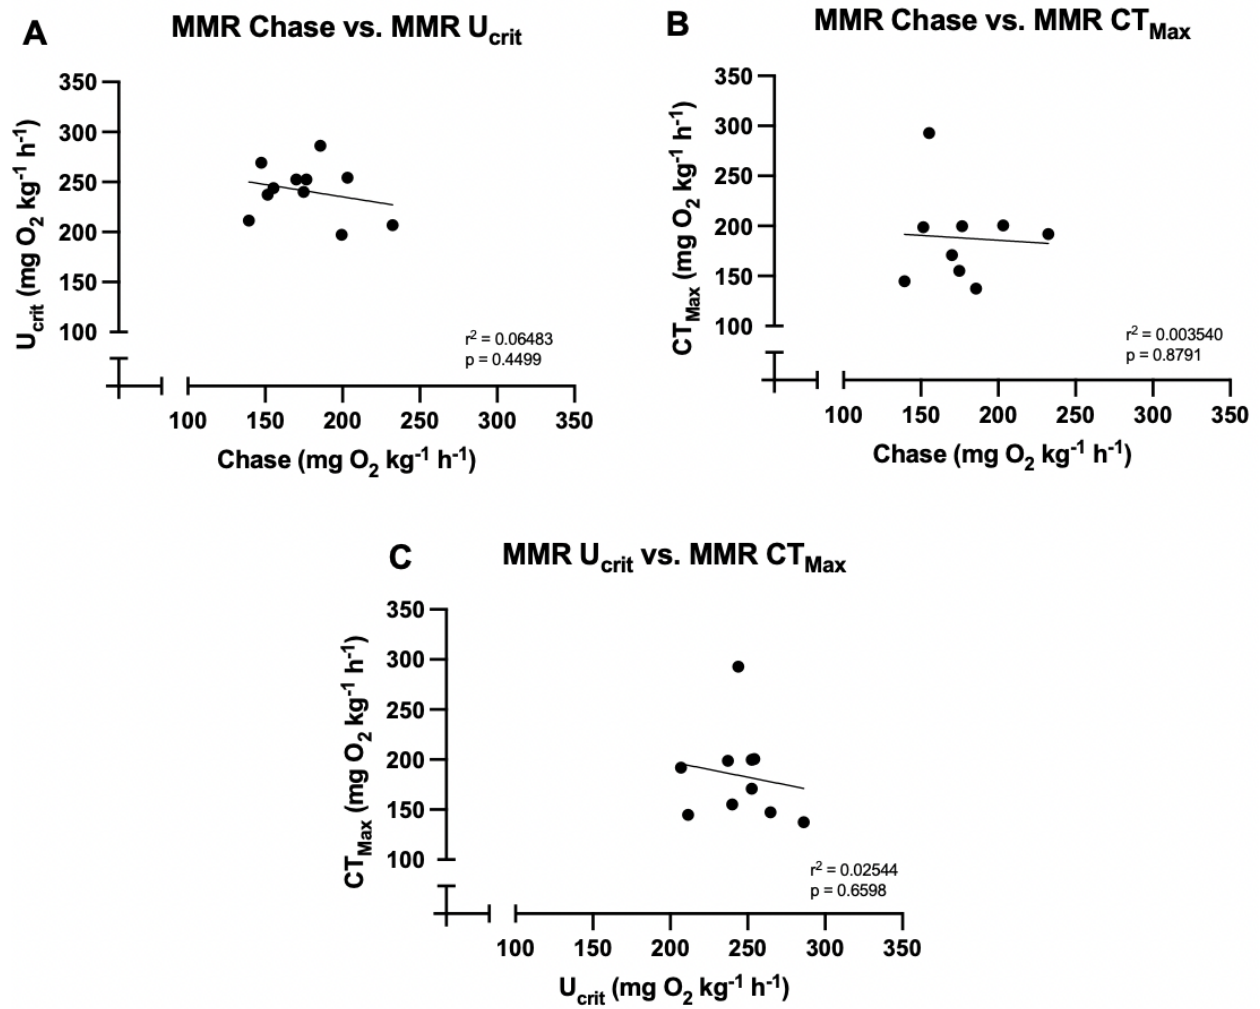 A
MMR Chase vs. MMR Ucrit
350
300
250
200
150
100
Ucrit (mg O2 kg-1 h-1)
r2 = 0.06483
p = 0.4499
100 150 200 250 300 350
Chase (mg O2 kg-1 h-1)
B
MMR Chase vs. MMR CTMax
350
300
250
200
150
100
CTMax (mg O2 kg-1 h-1)
r2 = 0.003540
p = 0.8791
100 150 200 250 300 350
Chase (mg O2 kg-1 h-1)
C
MMR Ucrit vs. MMR CTMax
350
300
250
200
150
100
CTMax (mg O2 kg-1 h-1)
r2 = 0.02544
p = 0.6598
100 150 200 250 300 350
Ucrit (mg O2 kg-1 h-1)